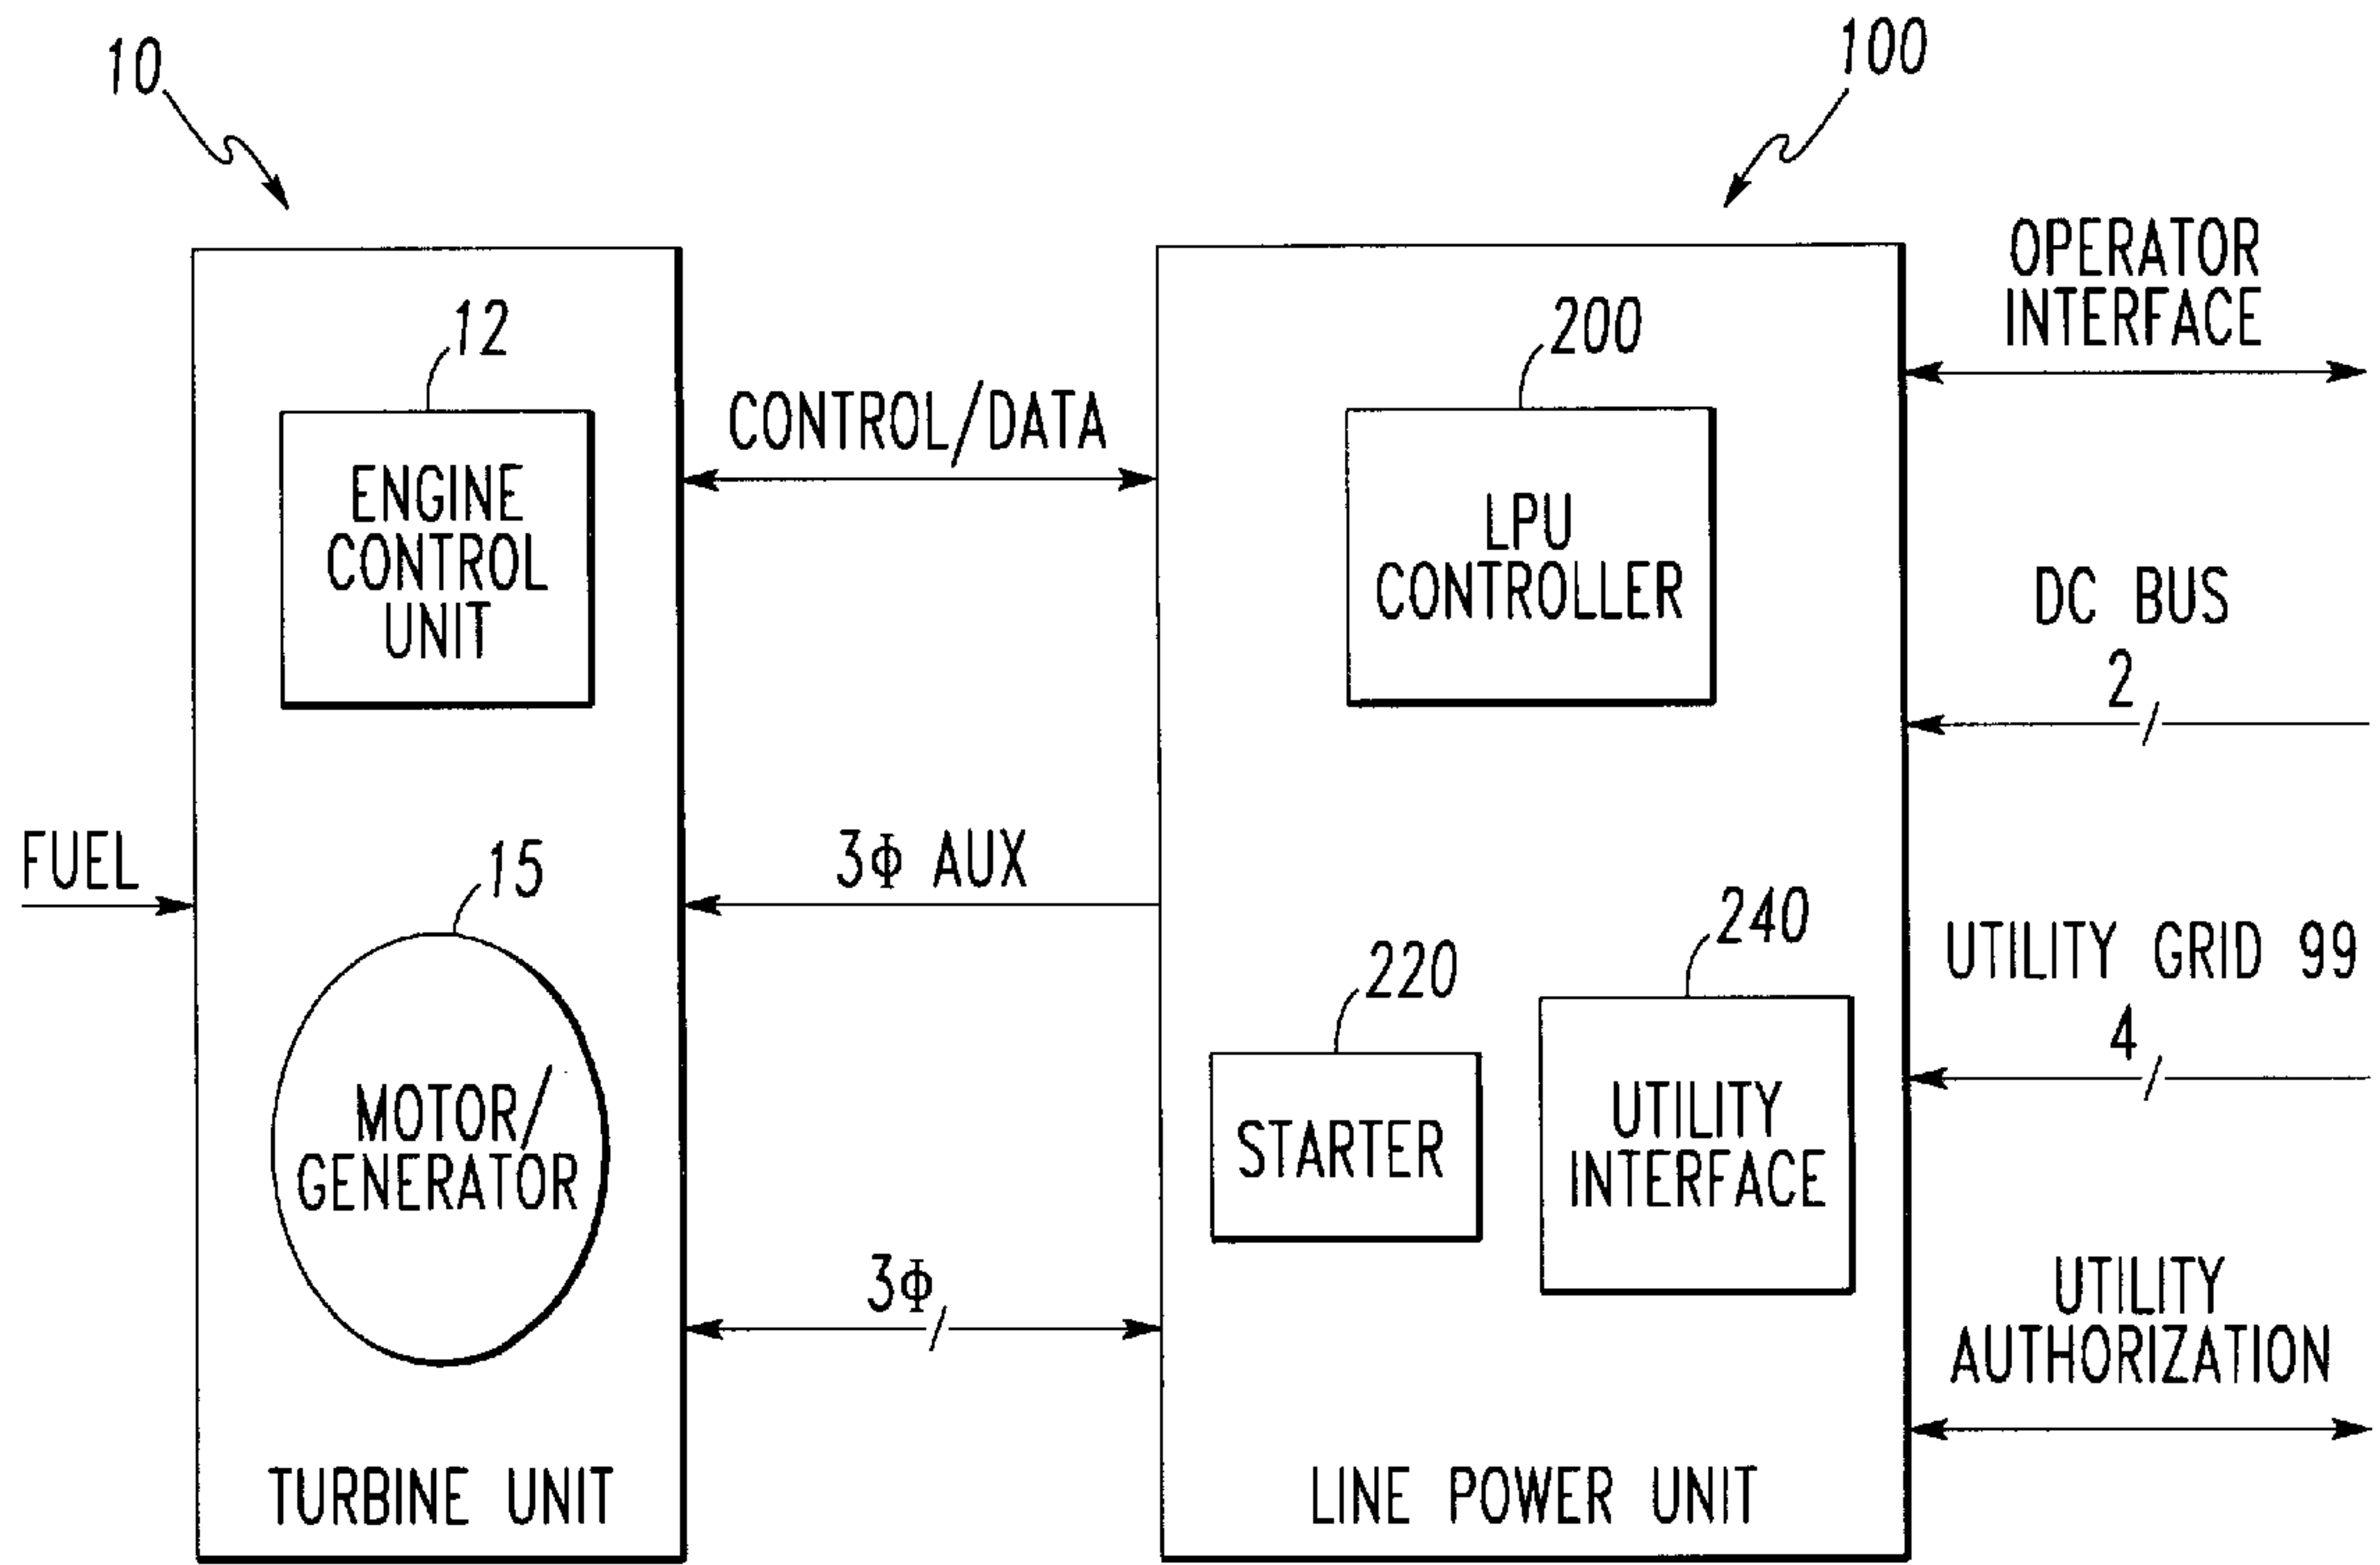 10
100
OPERATOR
INTERFACE
12
200
CONTROL/DATA
ENGINE
CONTROL
UNIT
LPU
CONTROLLER
DC BUS
2
FUEL
15
3Φ AUX
220
240
UTILITY GRID 99
4
MOTOR/
GENERATOR
STARTER
UTILITY
INTERFACE
3Φ
UTILITY
AUTHORIZATION
TURBINE UNIT
LINE POWER UNIT